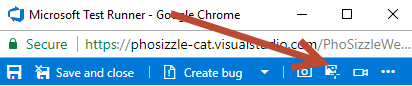 Microsoft Test Runner - Google Chrome
Secure https://phosizzle-cat.visualstudio.com/PhoSizzleWe...
Save and close Create bug